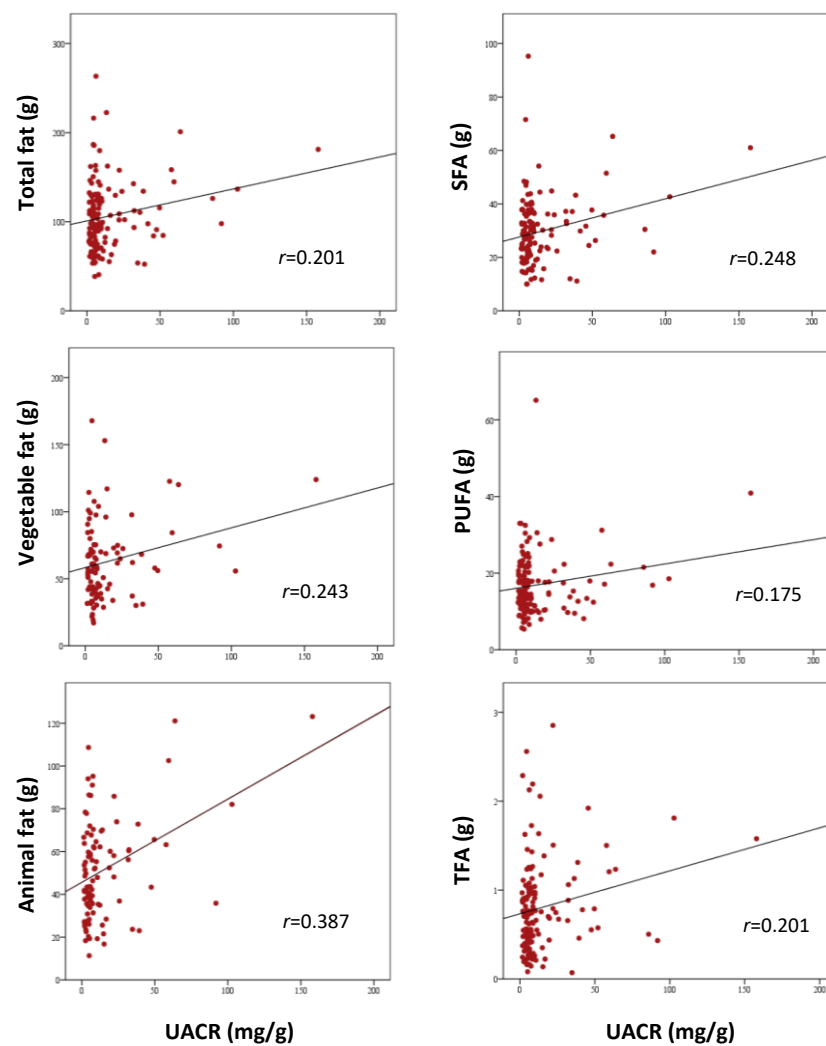 Total fat (g)
300
200
100
0
0 50 100 150 200
r=0.201
SFA (g)
100
80
60
40
20
0
0 50 100 150 200
r=0.248
Vegetable fat (g)
200
150
100
50
0
0 50 100 150 200
r=0.243
PUFA (g)
60
40
20
0
0 50 100 150 200
r=0.175
Animal fat (g)
120
100
80
60
40
20
0
0 50 100 150 200
r=0.387
UACR (mg/g)
TFA (g)
3
2
1
0
0 50 100 150 200
r=0.201
UACR (mg/g)